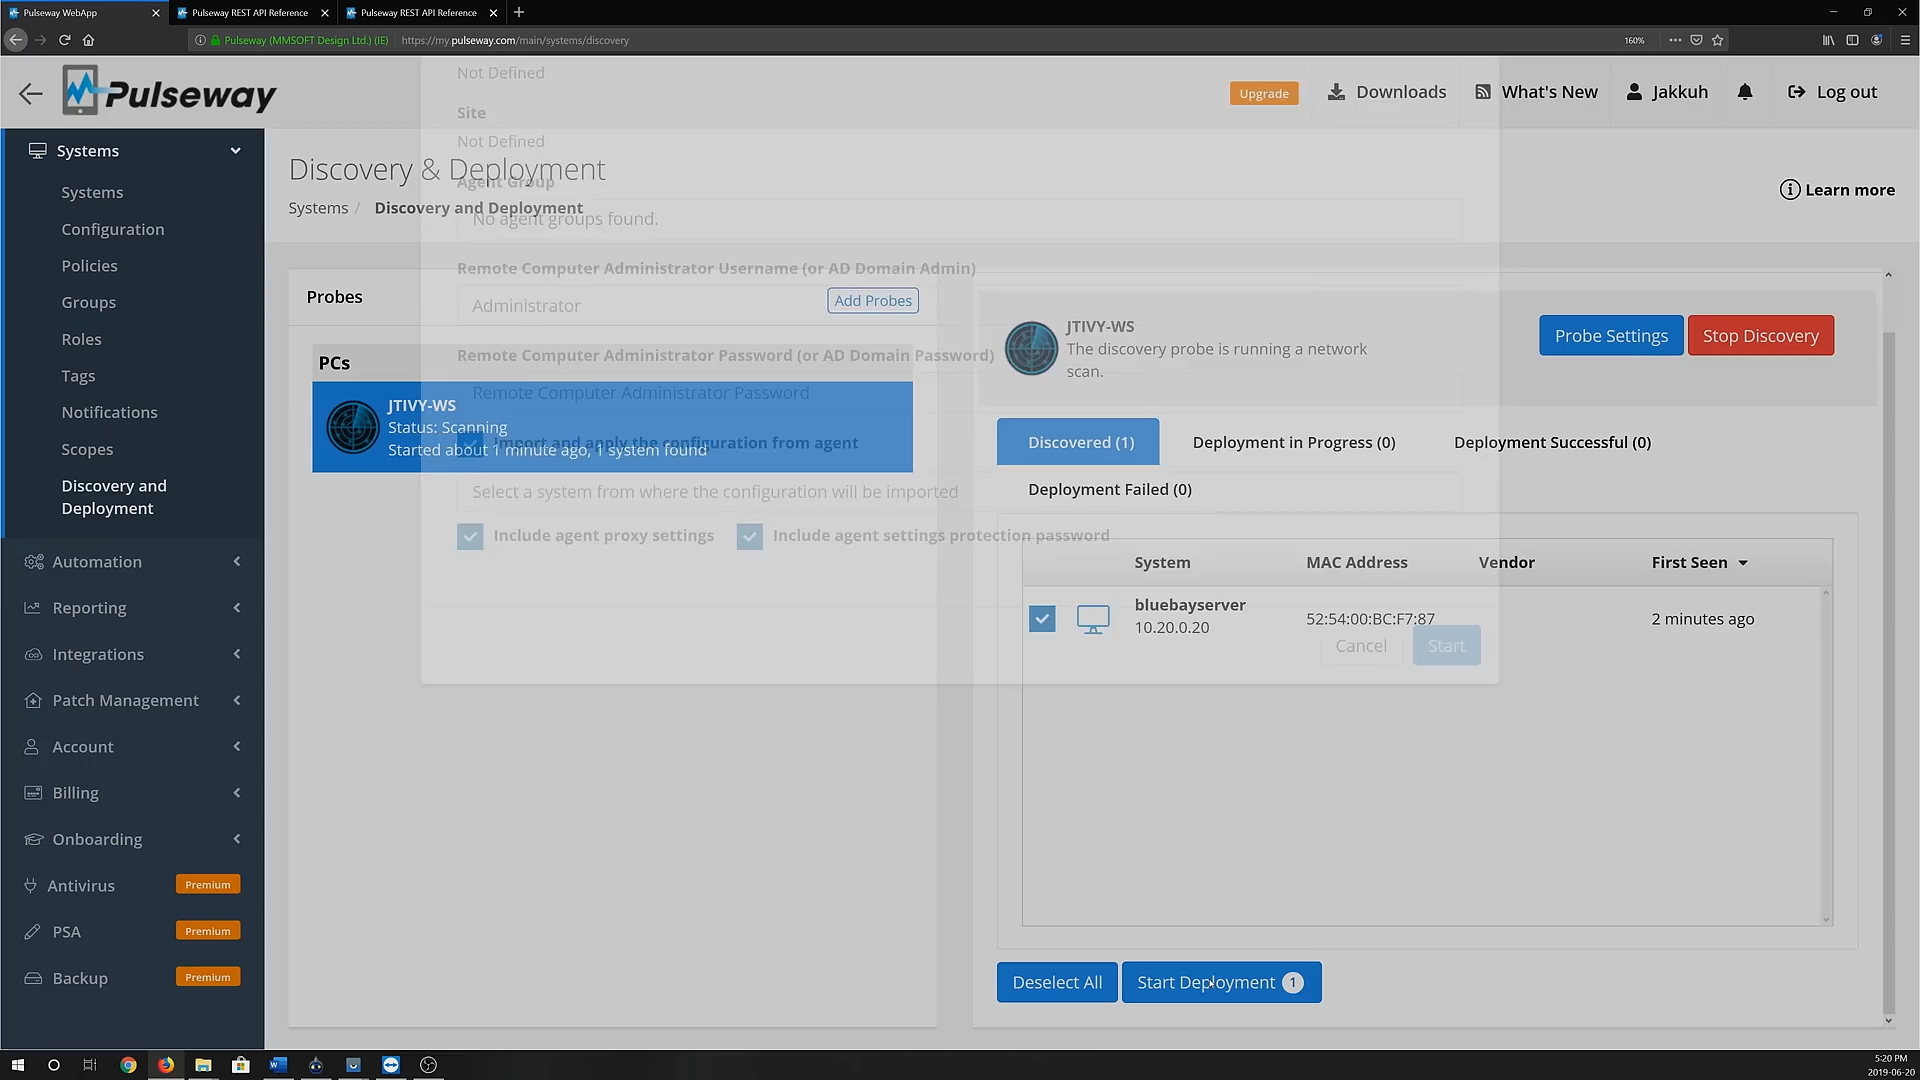 Pulseway WebApp
Pulseway REST API Reference
Pulseway REST API Reference
Pulseway (MMSOFT Design Ltd.) (IE)
https://my.pulseway.com/main/systems/discovery
160%
Pulseway
Upgrade
Downloads
What's New
Jakkuh
Log out
Systems
Systems
Configuration
Policies
Groups
Roles
Tags
Notifications
Scopes
Discovery and
Deployment
Automation
Reporting
Integrations
Patch Management
Account
Billing
Onboarding
Antivirus
Premium
PSA
Premium
Backup
Premium
Discovery & Deployment
Systems / Discovery and Deployment
Learn more
Probes
Add Probes
PCs
JTIVY-WS
Status: Scanning
Started about 1 minute ago, 1 system found
JTIVY-WS
The discovery probe is running a network
scan.
Probe Settings
Stop Discovery
Discovered (1)
Deployment in Progress (0)
Deployment Successful (0)
Deployment Failed (0)
System
MAC Address
Vendor
First Seen
bluebayserver
10.20.0.20
52:54:00:BC:F7:87
2 minutes ago
Deselect All
Start Deployment 1
Not Defined
Site
Not Defined
Agent Group
No agent groups found.
Remote Computer Administrator Username (or AD Domain Admin)
Administrator
Remote Computer Administrator Password (or AD Domain Password)
Remote Computer Administrator Password
Import and apply the configuration from agent
Select a system from where the configuration will be imported
Include agent proxy settings
Include agent settings protection password
Cancel
Start
5:20 PM
2019-06-20